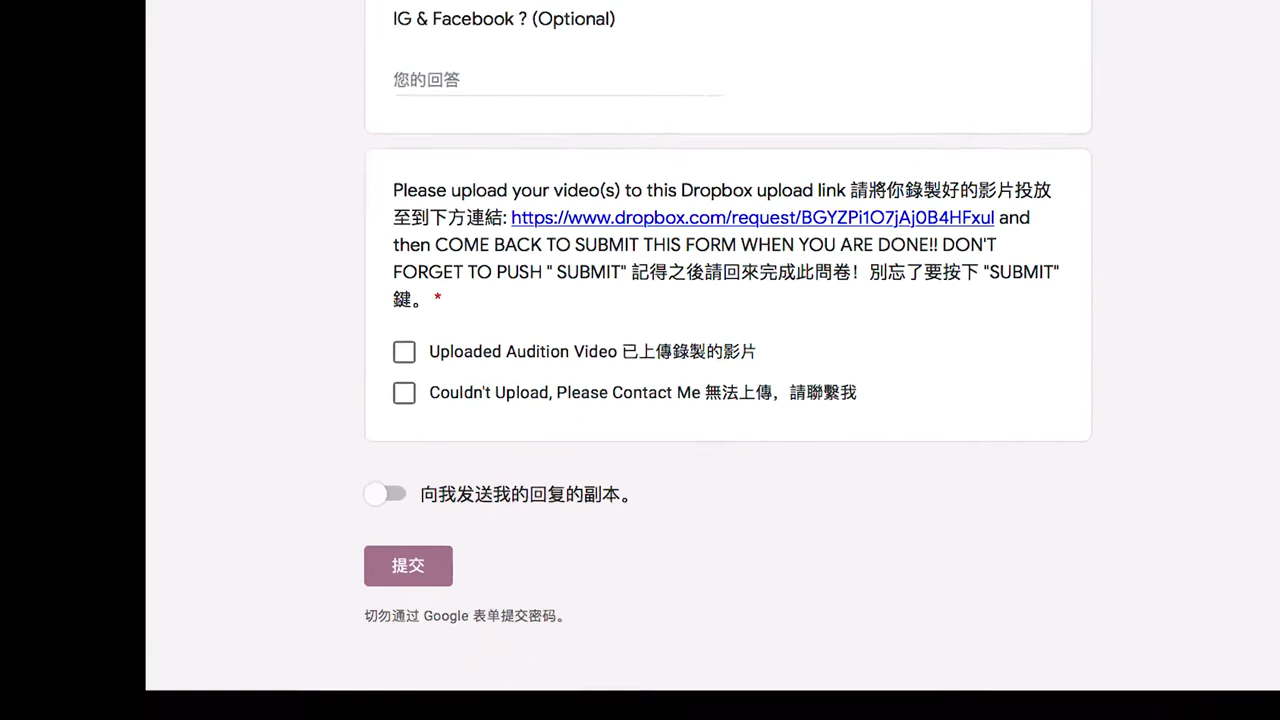 IG & Facebook ? (Optional)
您的回答
Please upload your video(s) to this Dropbox upload link 請將你錄製好的影片投放
至到下方連結: https://www.dropbox.com/request/BGYZPi1O7jAj0B4HFxul and
then COME BACK TO SUBMIT THIS FORM WHEN YOU ARE DONE!! DON'T
FORGET TO PUSH " SUBMIT" 記得之後請回來完成此問卷！別忘了要按下 "SUBMIT"
鍵。 *
Uploaded Audition Video 已上傳錄製的影片
Couldn't Upload, Please Contact Me 無法上傳，請聯繫我
向我发送我的回复的副本。
提交
切勿通过 Google 表单提交密码。